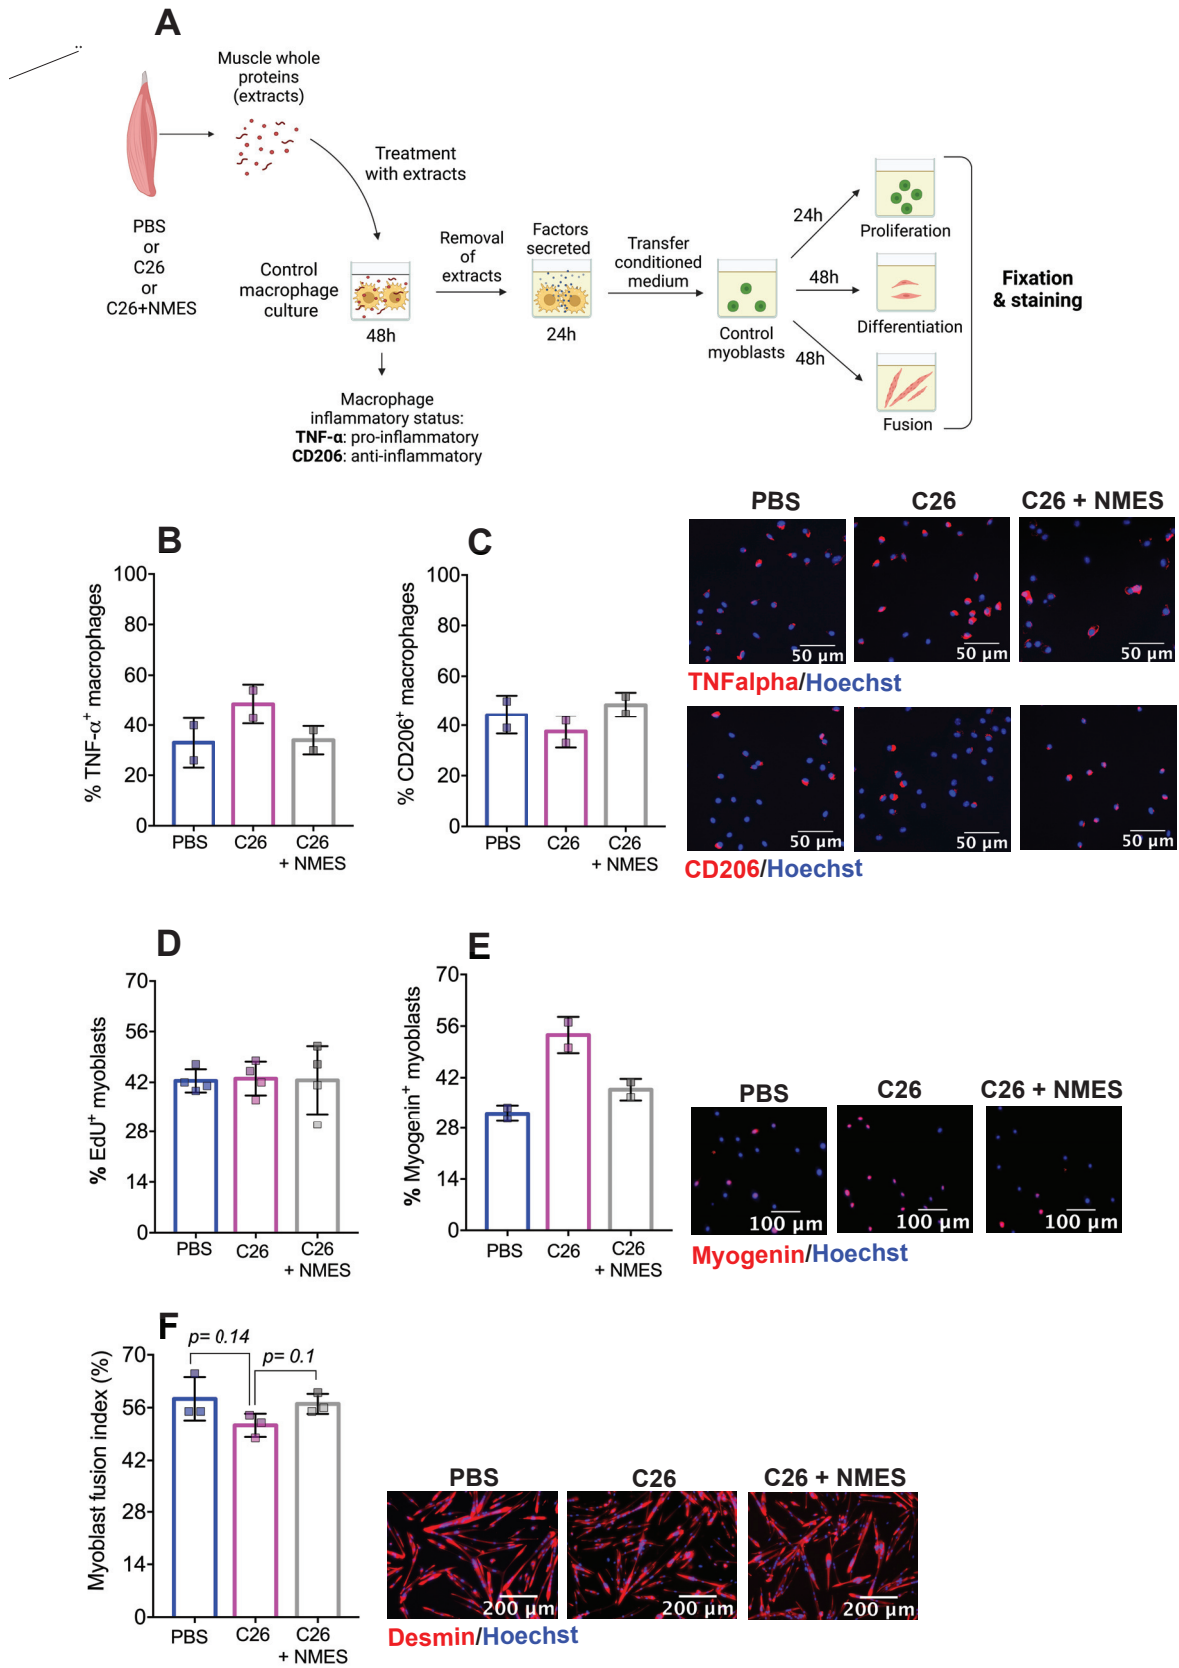 A
..
Muscle whole
proteins
(extracts)
Treatment
with extracts
PBS
or
C26
or
C26+NMES
Control
macrophage
culture
48h
Removal
of
extracts
Factors
secreted
24h
Transfer
conditioned
medium
Control
myoblasts
24h
Proliferation
48h
Differentiation
48h
Fusion
Fixation
& staining
Macrophage
inflammatory status:
TNF-α: pro-inflammatory
CD206: anti-inflammatory
B
% TNF-α+ macrophages
100
80
60
40
20
0
PBS
C26
C26
+ NMES
C
% CD206+ macrophages
100
80
60
40
20
0
PBS
C26
C26
+ NMES
PBS
C26
C26 + NMES
50 µm
50 µm
50 µm
TNFalpha/Hoechst
50 µm
50 µm
50 µm
CD206/Hoechst
D
% EdU+ myoblasts
70
56
42
28
14
0
PBS
C26
C26
+ NMES
E
% Myogenin+ myoblasts
70
56
42
28
14
0
PBS
C26
C26
+ NMES
PBS
C26
C26 + NMES
100 µm
100 µm
100 µm
Myogenin/Hoechst
F
Myoblast fusion index (%)
70
56
42
28
14
0
p= 0.14
p= 0.1
PBS
C26
C26
+ NMES
PBS
C26
C26 + NMES
200 µm
200 µm
200 µm
Desmin/Hoechst